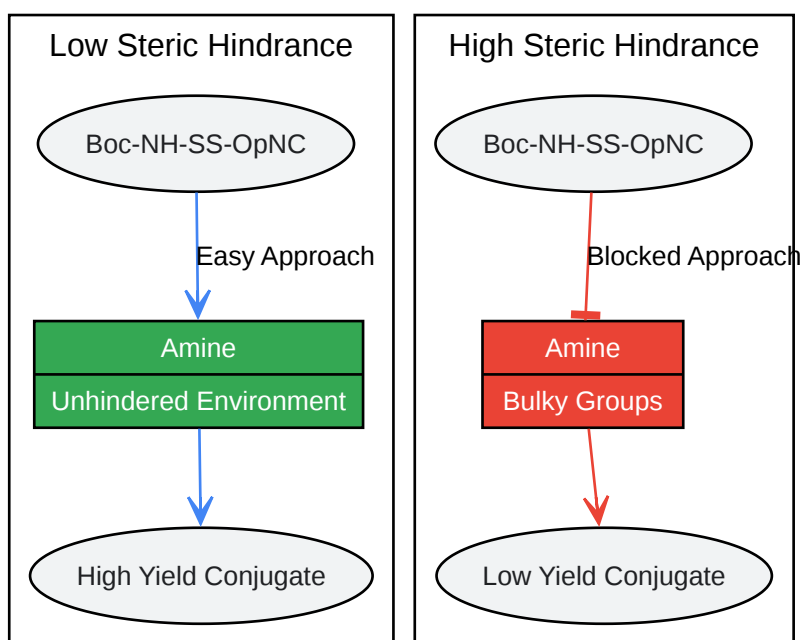 Low Steric Hindrance
Boc-NH-SS-OpNC
Easy Approach
Amine
Unhindered Environment
High Yield Conjugate
High Steric Hindrance
Boc-NH-SS-OpNC
Blocked Approach
Amine
Bulky Groups
Low Yield Conjugate